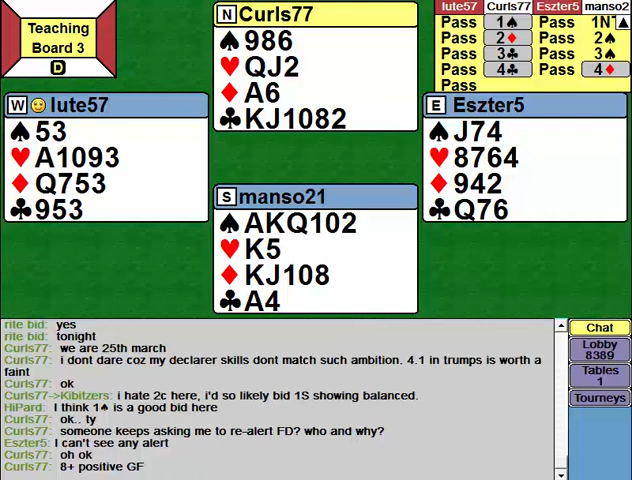 Teaching
Board 3
D
N Curls77
♠986
♥QJ2
♦A6
♣KJ1082
lute57 Curls77 Eszter5 manso2
Pass 1♠ Pass 1N
Pass 2♦ Pass 2♠
Pass 3♣ Pass 3♠
Pass 4♣ Pass 4♦
Pass
W lute57
♠53
♥A1093
♦Q753
♣953
E Eszter5
♠J74
♥8764
♦942
♣Q76
S manso21
♠AKQ102
♥K5
♦KJ108
♣A4
rite bid: yes
rite bid: tonight
Curls77: we are 25th march
Curls77: i dont dare coz my declarer skills dont match such ambition. 4.1 in trumps is worth a
faint
Curls77: ok
Curls77->Kibitzers: i hate 2c here, i'd so likely bid 1S showing balanced.
HiPard: I think 1♠ is a good bid here
Curls77: ok.. ty
Curls77: someone keeps asking me to re-alert FD? who and why?
Eszter5: I can't see any alert
Curls77: oh ok
Curls77: 8+ positive GF
Chat
Lobby
8389
Tables
1
Tourneys